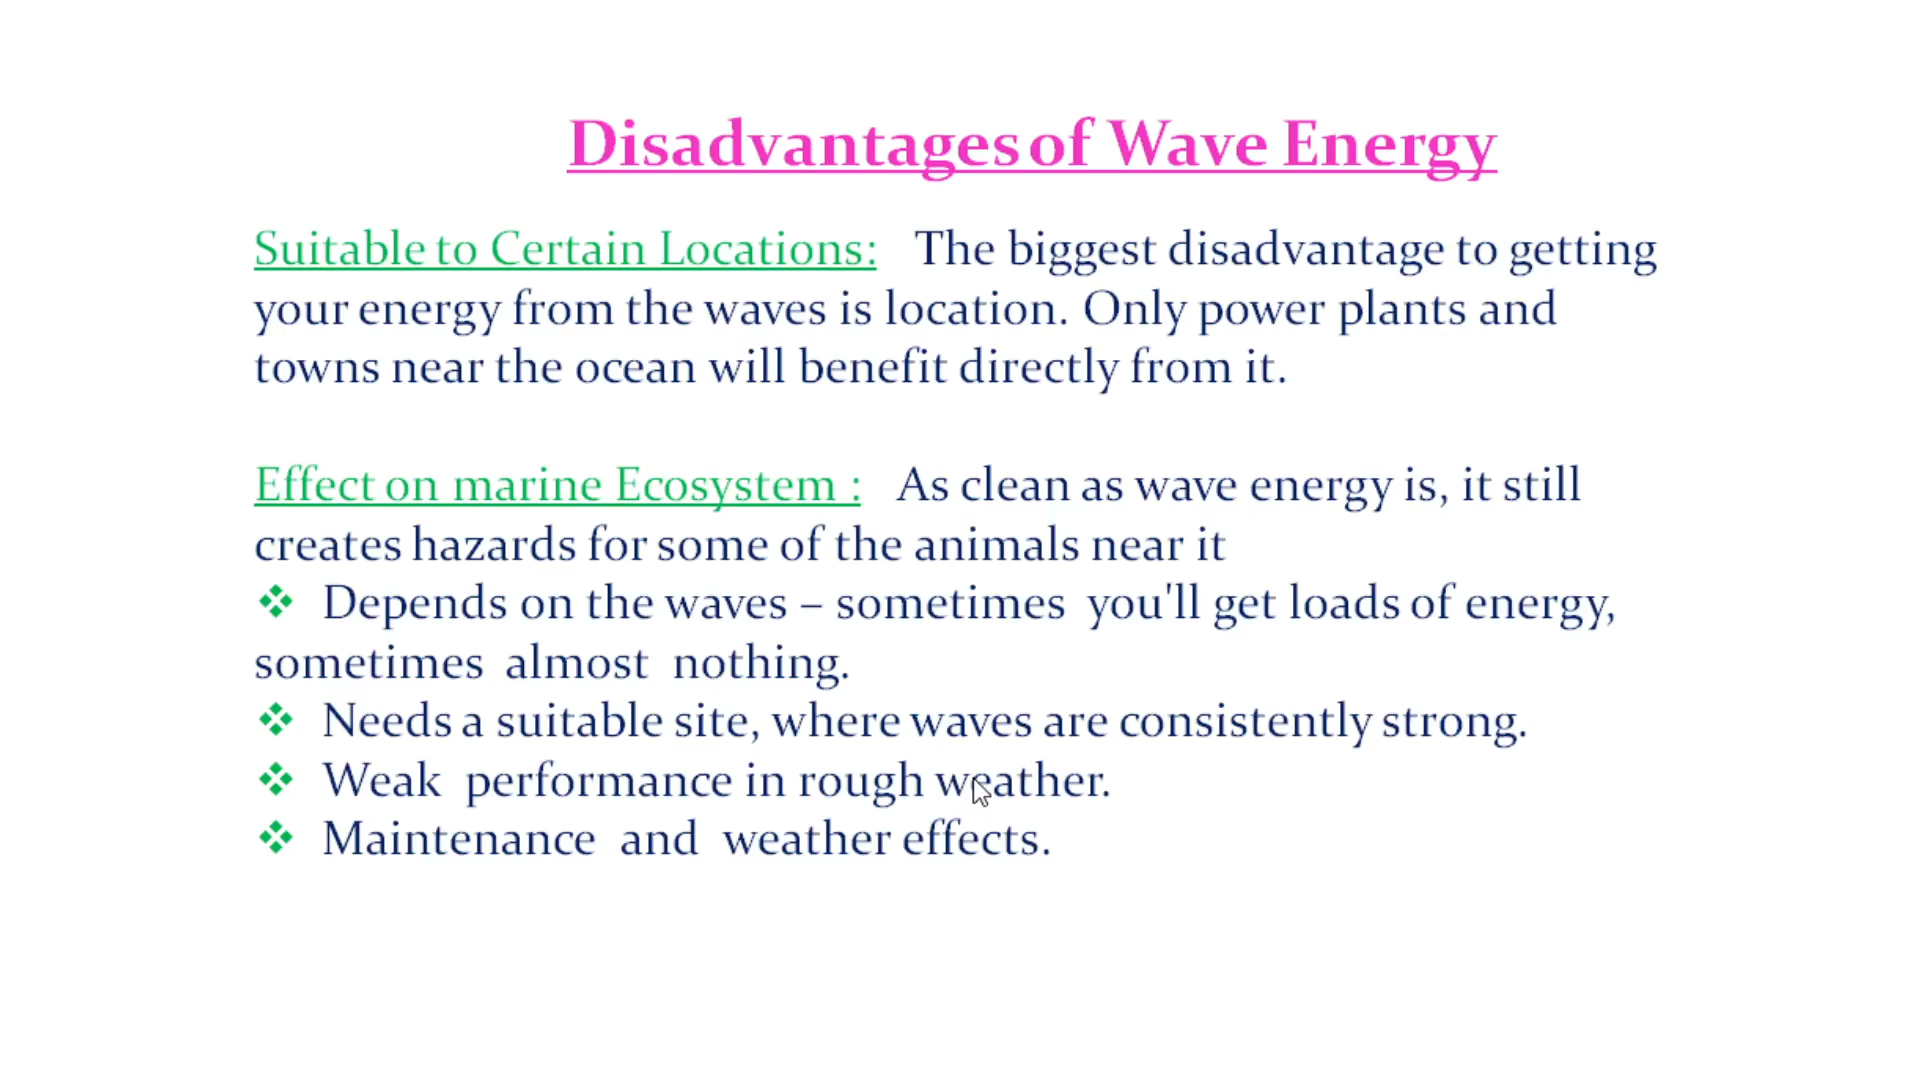 Disadvantages of Wave Energy
Suitable to Certain Locations: The biggest disadvantage to getting
your energy from the waves is location. Only power plants and
towns near the ocean will benefit directly from it.
Effect on marine Ecosystem : As clean as wave energy is, it still
creates hazards for some of the animals near it
❖ Depends on the waves – sometimes you'll get loads of energy,
sometimes almost nothing.
❖ Needs a suitable site, where waves are consistently strong.
❖ Weak performance in rough weather.
❖ Maintenance and weather effects.